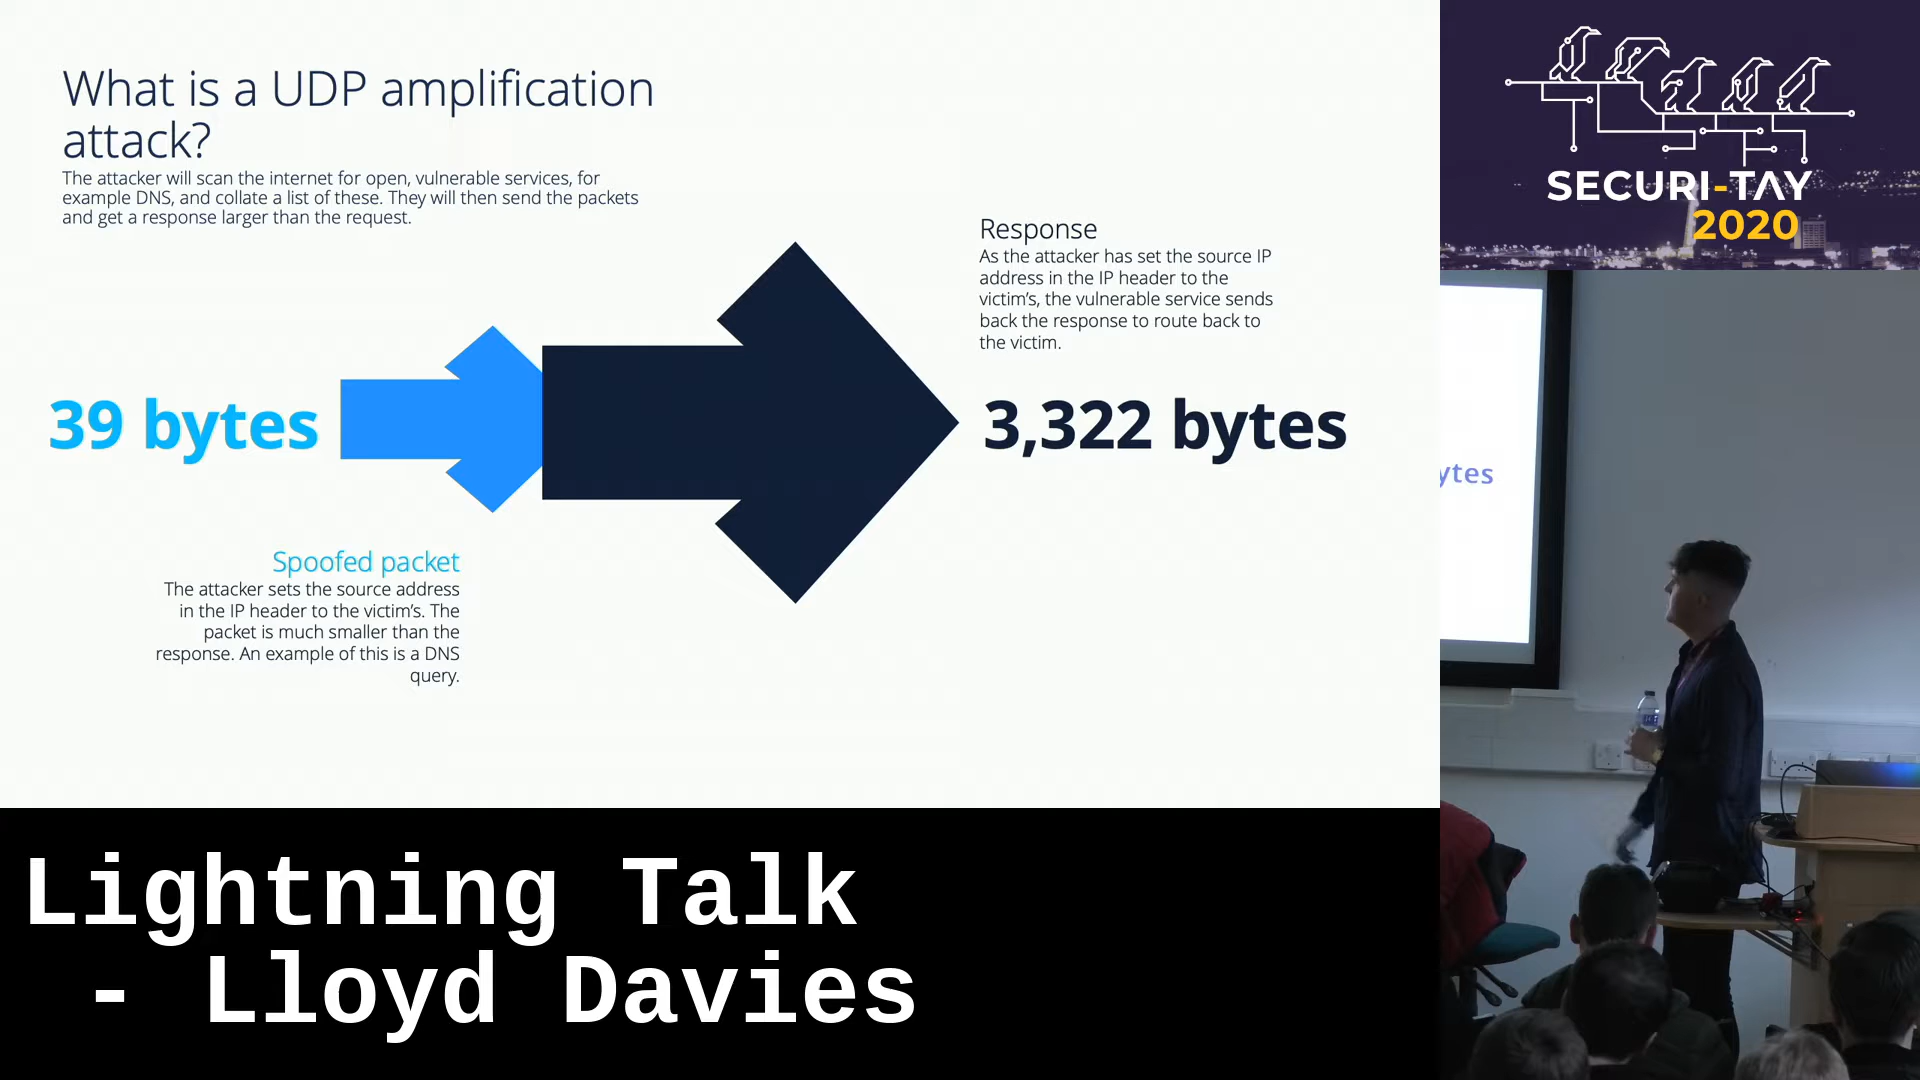 What is a UDP amplification
attack?
The attacker will scan the internet for open, vulnerable services, for
example DNS, and collate a list of these. They will then send the packets
and get a response larger than the request.
Response
As the attacker has set the source IP
address in the IP header to the
victim's, the vulnerable service sends
back the response to route back to
the victim.
39 bytes
3,322 bytes
Spoofed packet
The attacker sets the source address
in the IP header to the victim's. The
packet is much smaller than the
response. An example of this is a DNS
query.
SECURI-TAY
2020
ytes
Lightning Talk
- Lloyd Davies